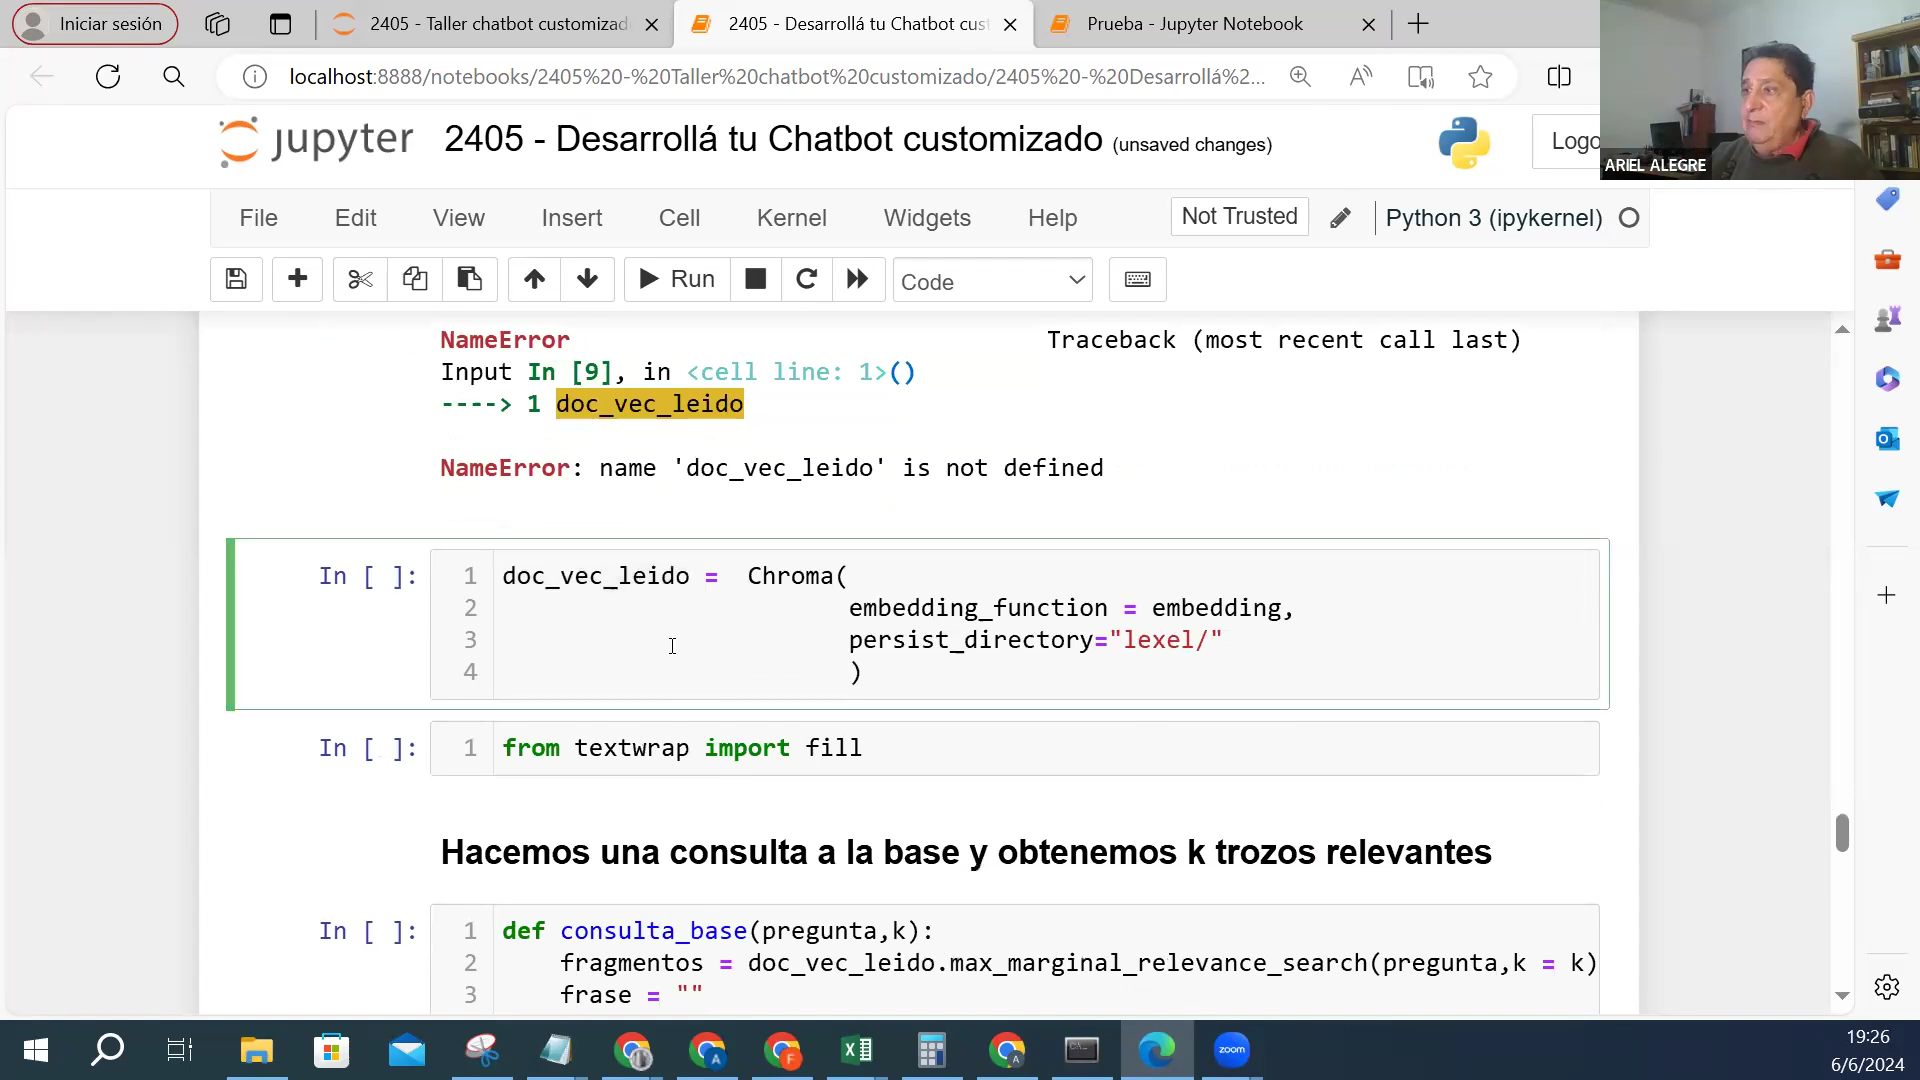 Iniciar sesión
2405 - Taller chatbot customizado
2405 - Desarrollá tu Chatbot cust
Prueba - Jupyter Notebook
localhost:8888/notebooks/2405%20-%20Taller%20chatbot%20customizado/2405%20-%20Desarrollá%2...
jupyter
2405 - Desarrollá tu Chatbot customizado (unsaved changes)
Logo
ARIEL ALEGRE
File Edit View Insert Cell Kernel Widgets Help
Not Trusted
Python 3 (ipykernel)
Run
Code
NameError Traceback (most recent call last)
Input In [9], in <cell line: 1>()
----> 1 doc_vec_leido
NameError: name 'doc_vec_leido' is not defined
In [ ]:
1 doc_vec_leido = Chroma(
2 embedding_function = embedding,
3 persist_directory="lexel/"
4 )
In [ ]:
1 from textwrap import fill
Hacemos una consulta a la base y obtenemos k trozos relevantes
In [ ]:
1 def consulta_base(pregunta,k):
2 fragmentos = doc_vec_leido.max_marginal_relevance_search(pregunta,k = k)
3 frase = ""
zoom
19:26
6/6/2024